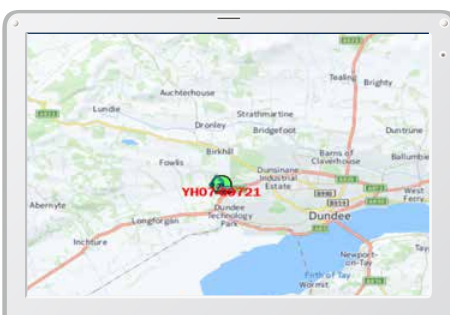 Tealing
Brighty
Auchterhouse
Lundie
Strathmartine
Dronley
Bridgefoot
Duntrune
Birkhill
Barns of
Claverhouse
Fowlis
Ballumbie
Dunsinane
Industrial
Estate
West
Ferry
Abernyte
Dundee
Technology
Park
Longforgan
Dundee
Inchture
Newport-
on-Tay
Firth of Tay
Wormit